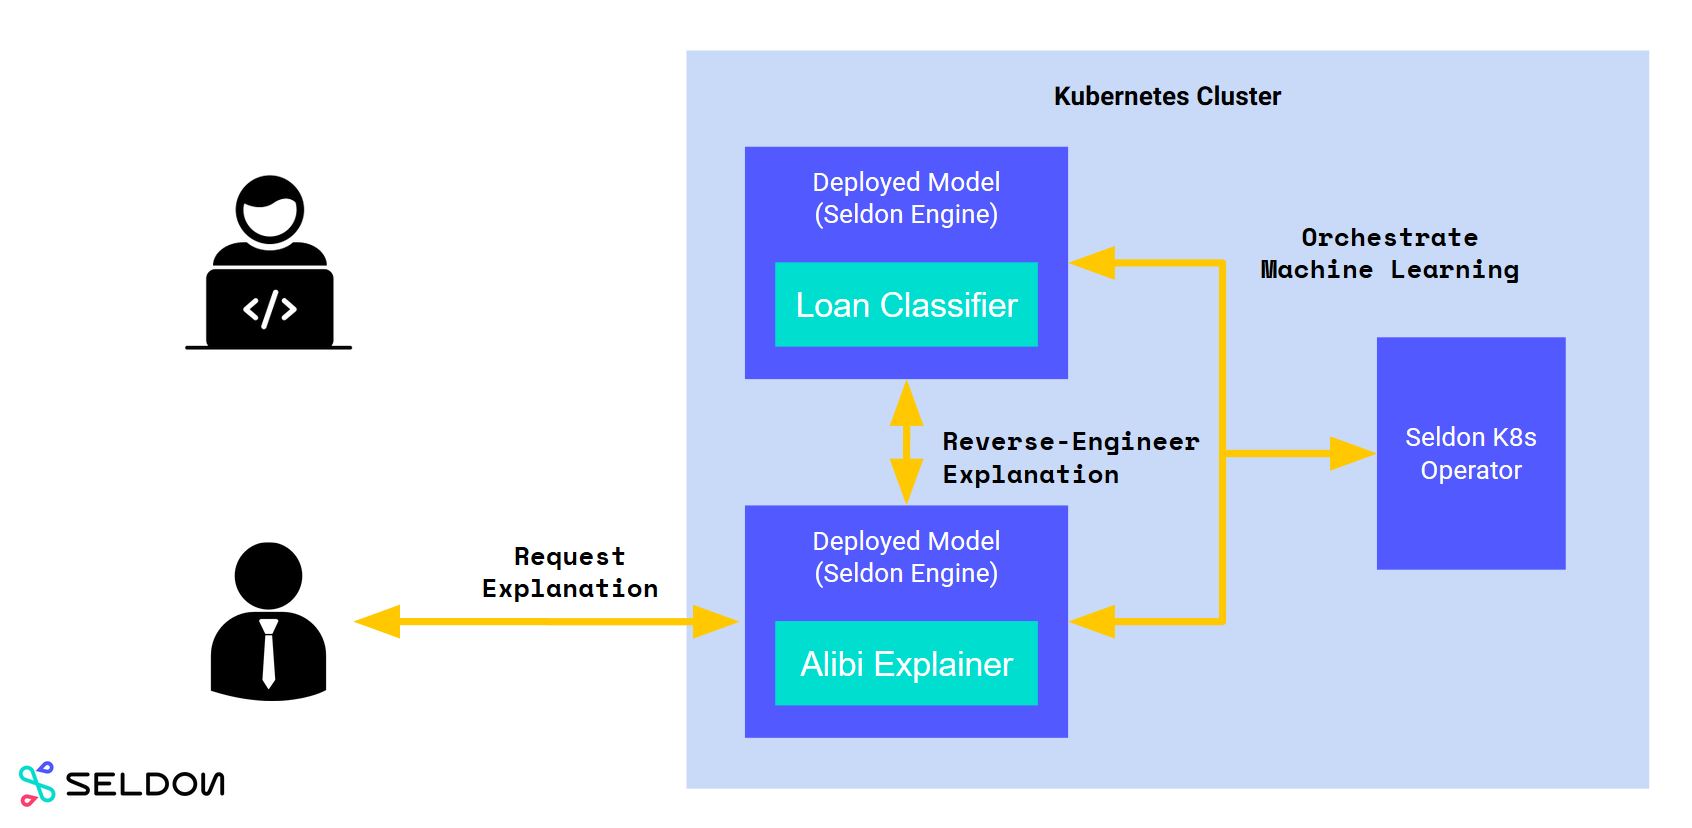 Kubernetes Cluster
Deployed Model
(Seldon Engine)
Loan Classifier
Orchestrate
Machine Learning
Reverse-Engineer
Explanation
Seldon K8s
Operator
Request
Explanation
Deployed Model
(Seldon Engine)
Alibi Explainer
</>
SELDON